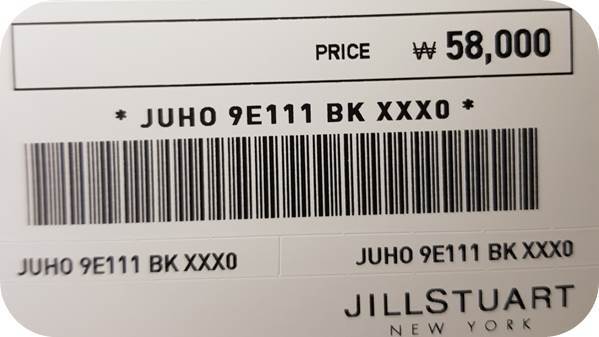 PRICE ₩ 58,000
* JUHO 9E111 BK XXX0 *
JUHO 9E111 BK XXX0
JUHO 9E111 BK XXX0
JILLSTUART
NEW YORK